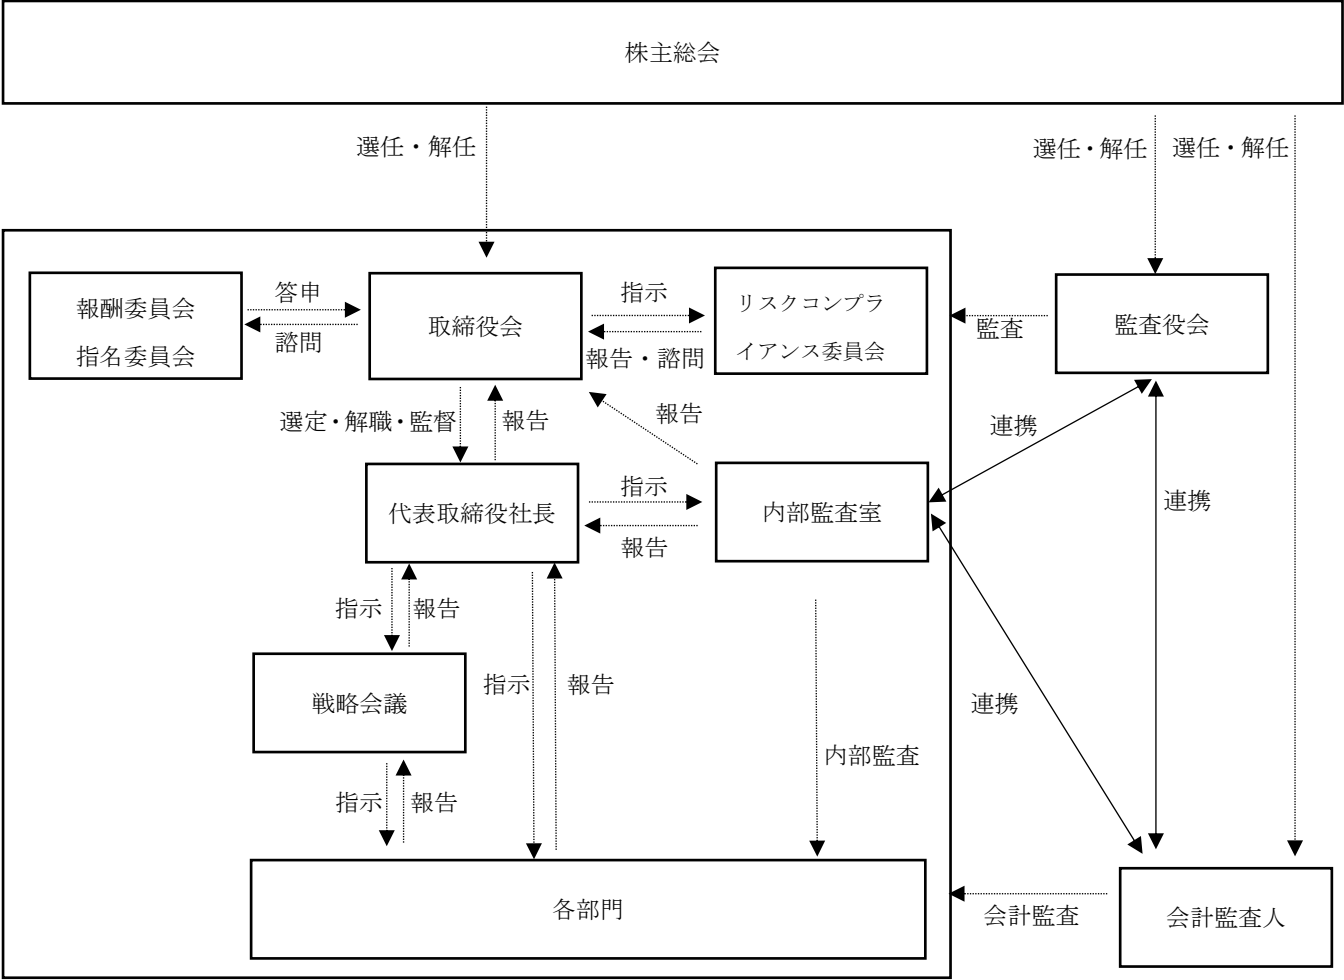 株主総会
選任・解任
選任・解任
選任・解任
報酬委員会
指名委員会
答申
諮問
取締役会
指示
報告・諮問
リスクコンプラ
イアンス委員会
監査
監査役会
選定・解職・監督
報告
報告
連携
代表取締役社長
指示
報告
内部監査室
連携
指示
報告
戦略会議
指示
報告
連携
内部監査
指示
報告
各部門
会計監査
会計監査人